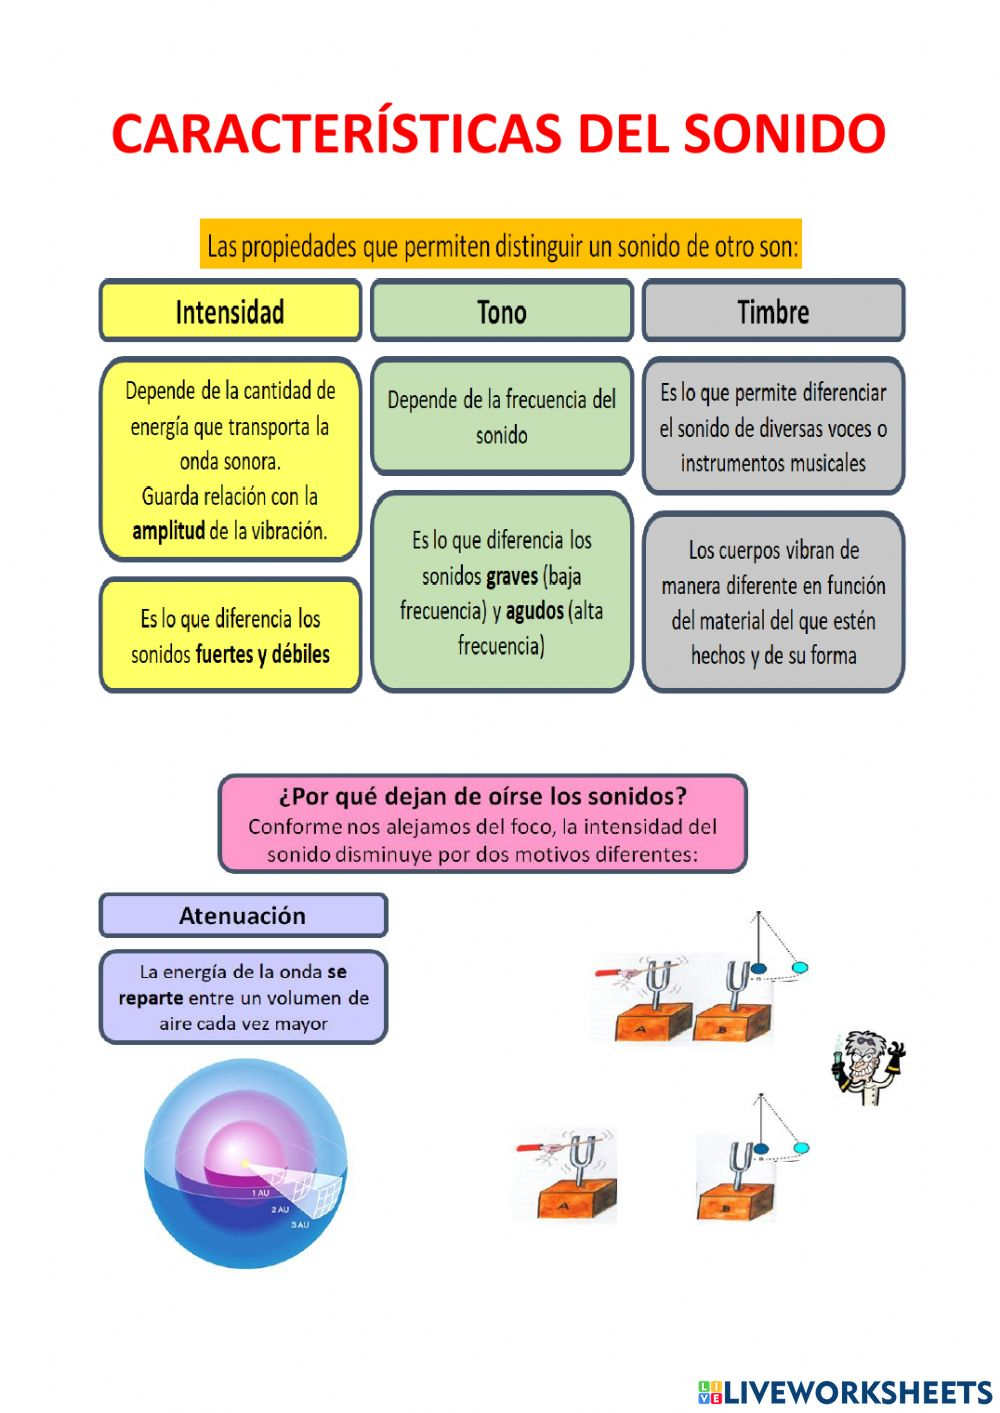 CARACTERÍSTICAS DEL SONIDO
Las propiedades que permiten distinguir un sonido de otro son:
Intensidad
Depende de la cantidad de
energía que transporta la
onda sonora.
Guarda relación con la
amplitud de la vibración.
Es lo que diferencia los
sonidos fuertes y débiles
Tono
Depende de la frecuencia del
sonido
Es lo que diferencia los
sonidos graves (baja
frecuencia) y agudos (alta
frecuencia)
Timbre
Es lo que permite diferenciar
el sonido de diversas voces o
instrumentos musicales
Los cuerpos vibran de
manera diferente en función
del material del que estén
hechos y de su forma
¿Por qué dejan de oírse los sonidos?
Conforme nos alejamos del foco, la intensidad del
sonido disminuye por dos motivos diferentes:
Atenuación
La energía de la onda se
reparte entre un volumen de
aire cada vez mayor
1 AU
2 AU
3 AU
A
B
A
B
LIVE
LIVEWORKSHEETS